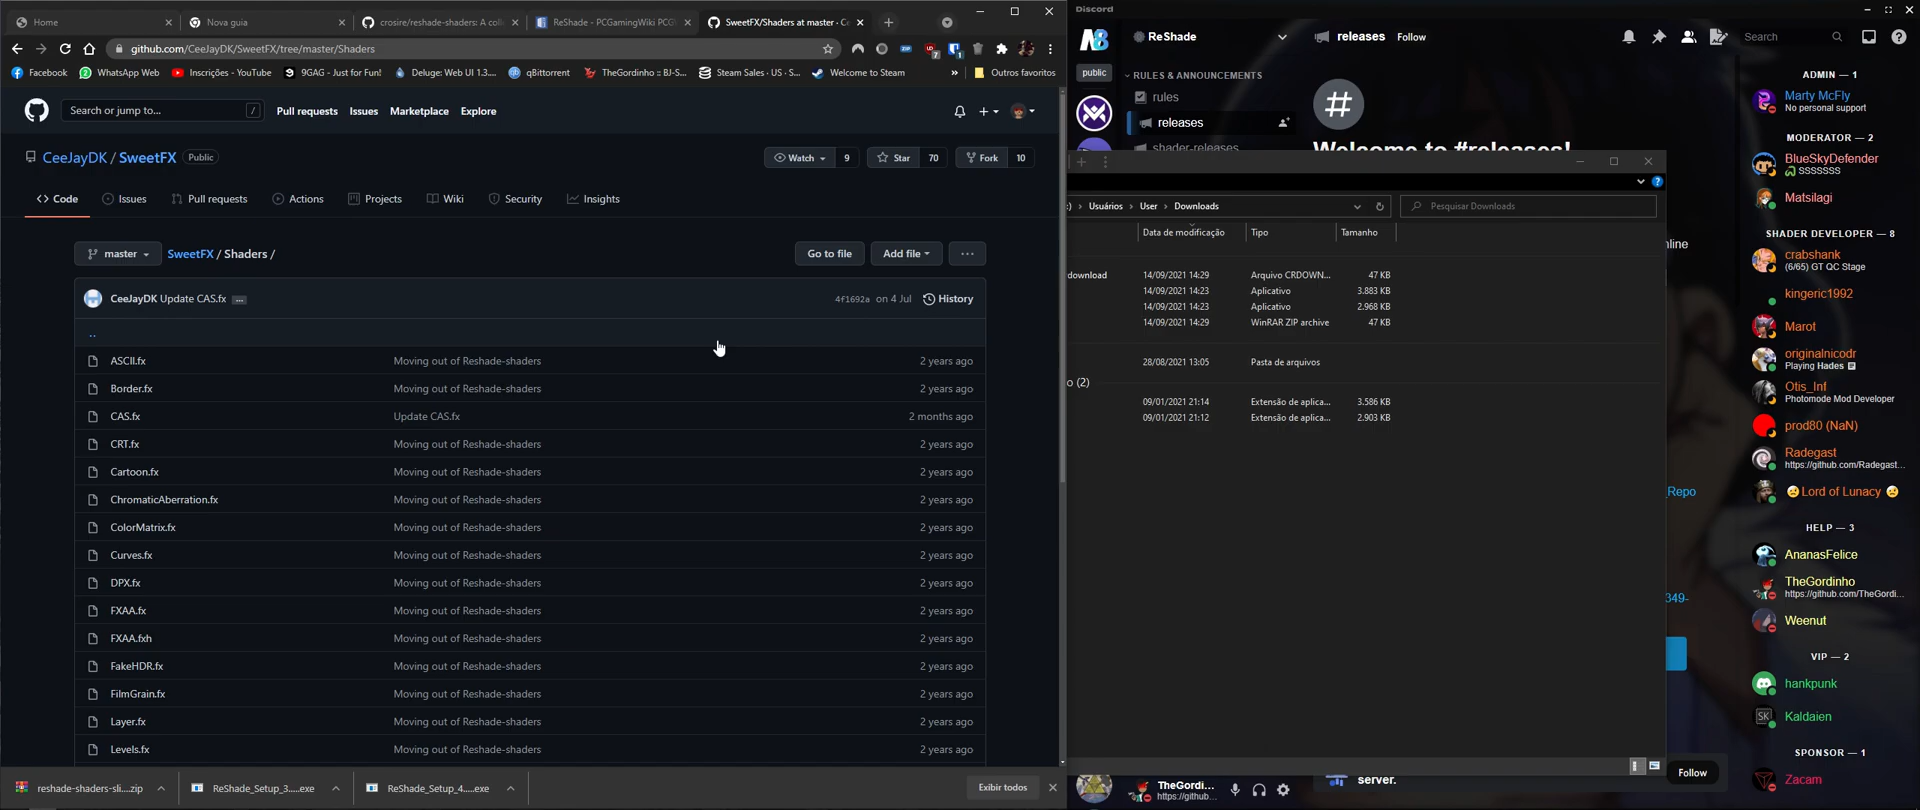 Home
Nova guia
crosire/reshade-shaders: A coll
ReShade - PCGamingWiki PCG
SweetFX/Shaders at master · Ce
github.com/CeeJayDK/SweetFX/tree/master/Shaders
Facebook
WhatsApp Web
Inscrições - YouTube
9GAG - Just for Fun!
Deluge: Web UI 1.3....
qBittorrent
TheGordinho :: BJ-S...
Steam Sales · US · S...
Welcome to Steam
»
Outros favoritos
Search or jump to...
/
Pull requests
Issues
Marketplace
Explore
CeeJayDK / SweetFX
Public
Watch
9
Star
70
Fork
10
Code
Issues
Pull requests
Actions
Projects
Wiki
Security
Insights
master
SweetFX / Shaders /
Go to file
Add file
...
CeeJayDK Update CAS.fx
...
4f1692a on 4 Jul
History
..
ASCII.fx Moving out of Reshade-shaders 2 years ago
Border.fx Moving out of Reshade-shaders 2 years ago
CAS.fx Update CAS.fx 2 months ago
CRT.fx Moving out of Reshade-shaders 2 years ago
Cartoon.fx Moving out of Reshade-shaders 2 years ago
ChromaticAberration.fx Moving out of Reshade-shaders 2 years ago
ColorMatrix.fx Moving out of Reshade-shaders 2 years ago
Curves.fx Moving out of Reshade-shaders 2 years ago
DPX.fx Moving out of Reshade-shaders 2 years ago
FXAA.fx Moving out of Reshade-shaders 2 years ago
FXAA.fxh Moving out of Reshade-shaders 2 years ago
FakeHDR.fx Moving out of Reshade-shaders 2 years ago
FilmGrain.fx Moving out of Reshade-shaders 2 years ago
Layer.fx Moving out of Reshade-shaders 2 years ago
Levels.fx Moving out of Reshade-shaders 2 years ago
reshade-shaders-sli....zip
ReShade_Setup_3.....exe
ReShade_Setup_4.....exe
Exibir todos
Discord
public
ReShade
releases
Follow
Search
RULES & ANNOUNCEMENTS
rules
releases
shader-releases
#
Welcome to #releases!
Usuários > User > Downloads
Pesquisar Downloads
Data de modificação Tipo Tamanho
download 14/09/2021 14:29 Arquivo CRDOWN... 47 KB
14/09/2021 14:23 Aplicativo 3.883 KB
14/09/2021 14:23 Aplicativo 2.968 KB
14/09/2021 14:29 WinRAR ZIP archive 47 KB
28/08/2021 13:05 Pasta de arquivos
o (2)
09/01/2021 21:14 Extensão de aplica... 3.586 KB
09/01/2021 21:12 Extensão de aplica... 2.903 KB
_Repo
349-
server.
Follow
TheGordi...
https://github...
ADMIN — 1
Marty McFly
No personal support
MODERATOR — 2
BlueSkyDefender
SSSSSSS
Matsilagi
SHADER DEVELOPER — 8
crabshank
(6/65) GT QC Stage
kingeric1992
Marot
originalnicodr
Playing Hades
Otis_Inf
Photomode Mod Developer
prod80 (NaN)
Radegast
https://github.com/Radegast...
Lord of Lunacy
HELP — 3
AnanasFelice
TheGordinho
https://github.com/TheGordi...
Weenut
VIP — 2
hankpunk
SK
Kaldaien
SPONSOR — 1
Zacam